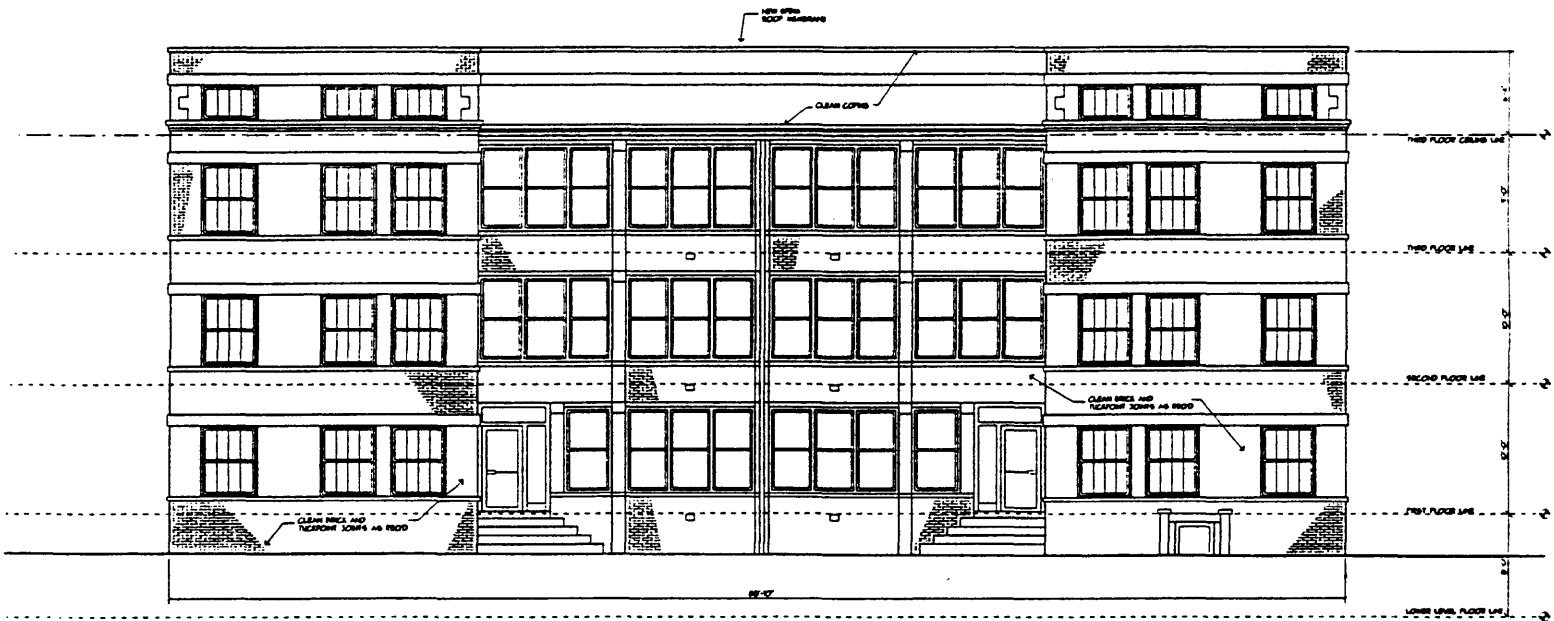 NEW EPDM
ROOF MEMBRANE
CLEAN COPING
THIRD FLOOR CEILING LINE
THIRD FLOOR LINE
SECOND FLOOR LINE
CLEAN BRICK AND
TUCKPOINT JOINTS AS REQ'D
CLEAN BRICK AND
TUCKPOINT JOINTS AS REQ'D
FIRST FLOOR LINE
LOWER LEVEL FLOOR LINE